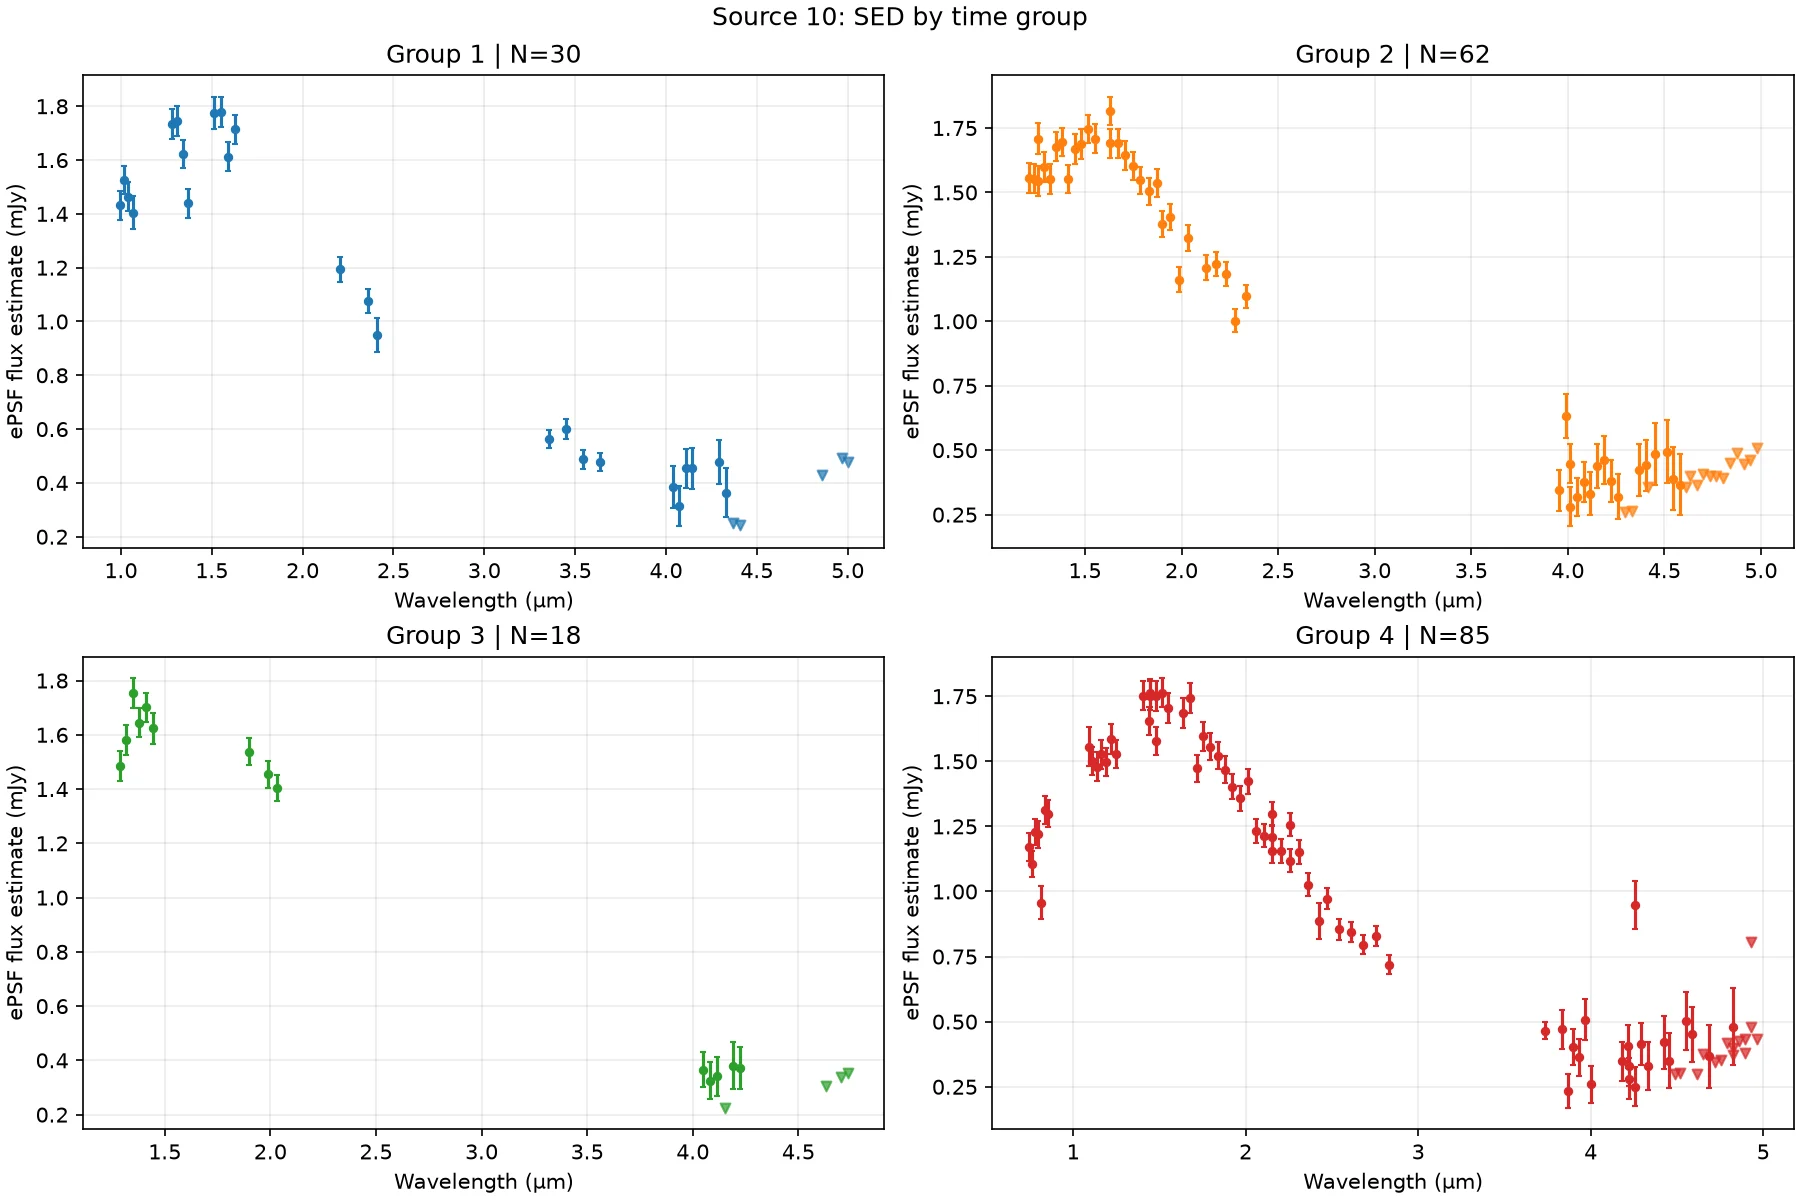 Source 10: SED by time group
Group 1 | N=30
ePSF flux estimate (mJy)
1.8
1.6
1.4
1.2
1.0
0.8
0.6
0.4
0.2
1.0 1.5 2.0 2.5 3.0 3.5 4.0 4.5 5.0
Wavelength (μm)
Group 2 | N=62
ePSF flux estimate (mJy)
1.75
1.50
1.25
1.00
0.75
0.50
0.25
1.5 2.0 2.5 3.0 3.5 4.0 4.5 5.0
Wavelength (μm)
Group 3 | N=18
ePSF flux estimate (mJy)
1.8
1.6
1.4
1.2
1.0
0.8
0.6
0.4
0.2
1.5 2.0 2.5 3.0 3.5 4.0 4.5
Wavelength (μm)
Group 4 | N=85
ePSF flux estimate (mJy)
1.75
1.50
1.25
1.00
0.75
0.50
0.25
1 2 3 4 5
Wavelength (μm)